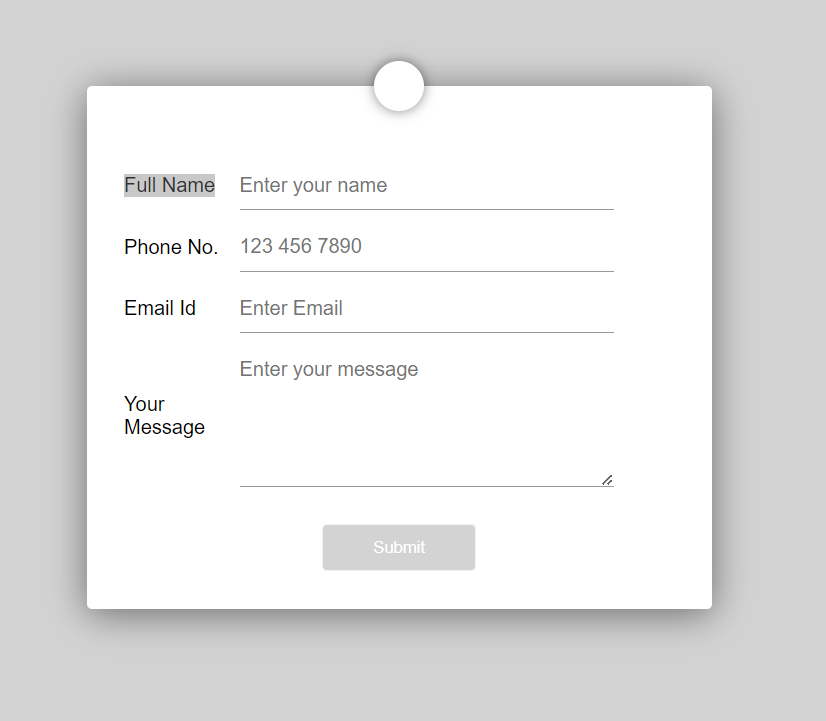 Full Name Enter your name
Phone No. 123 456 7890
Email Id Enter Email
Enter your message
Your
Message
Submit